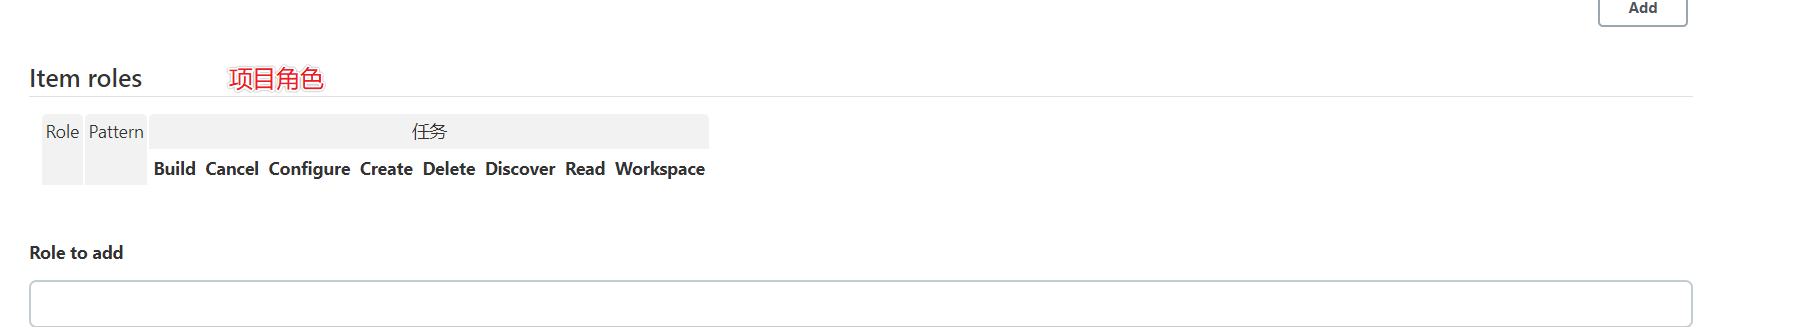 Add
Item roles 项目角色
Role Pattern 任务
Build Cancel Configure Create Delete Discover Read Workspace
Role to add